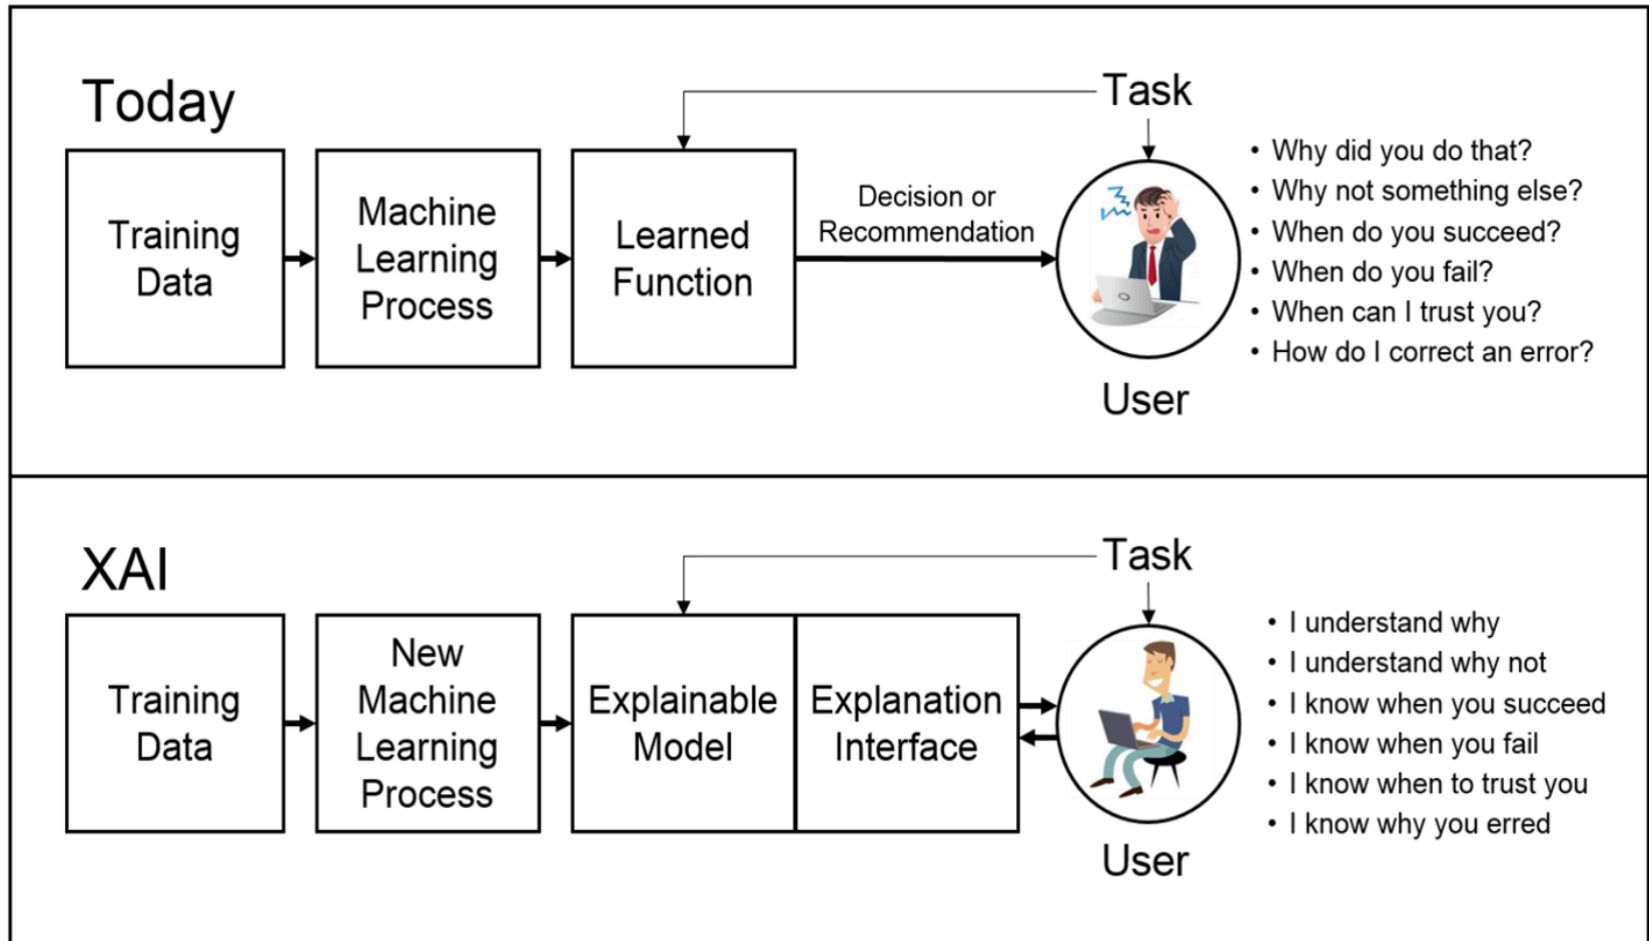 Today
Task
Training
Data
Machine
Learning
Process
Learned
Function
Decision or
Recommendation
User
• Why did you do that?
• Why not something else?
• When do you succeed?
• When do you fail?
• When can I trust you?
• How do I correct an error?
XAI
Task
Training
Data
New
Machine
Learning
Process
Explainable
Model
Explanation
Interface
User
• I understand why
• I understand why not
• I know when you succeed
• I know when you fail
• I know when to trust you
• I know why you erred